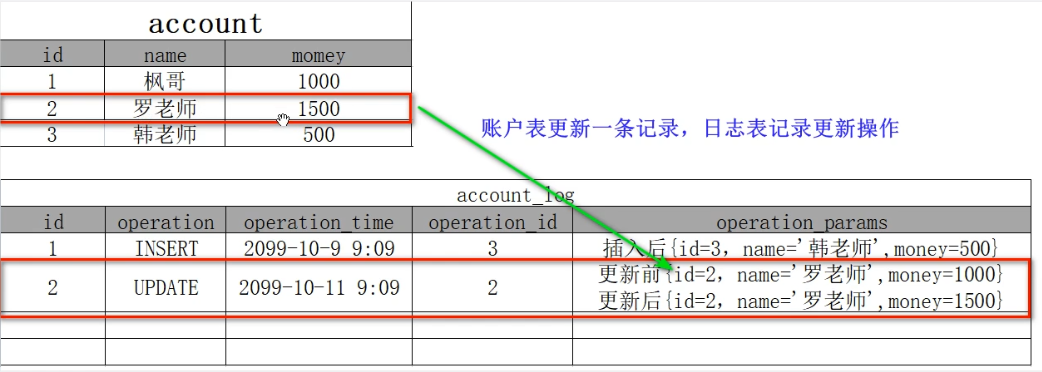 account
id name momey
1 枫哥 1000
2 罗老师 1500
3 韩老师 500
账户表更新一条记录，日志表记录更新操作
account_log
id operation operation_time operation_id operation_params
1 INSERT 2099-10-9 9:09 3 插入后{id=3，name='韩老师',money=500}
2 UPDATE 2099-10-11 9:09 2 更新前{id=2，name='罗老师',money=1000}
更新后{id=2，name='罗老师',money=1500}